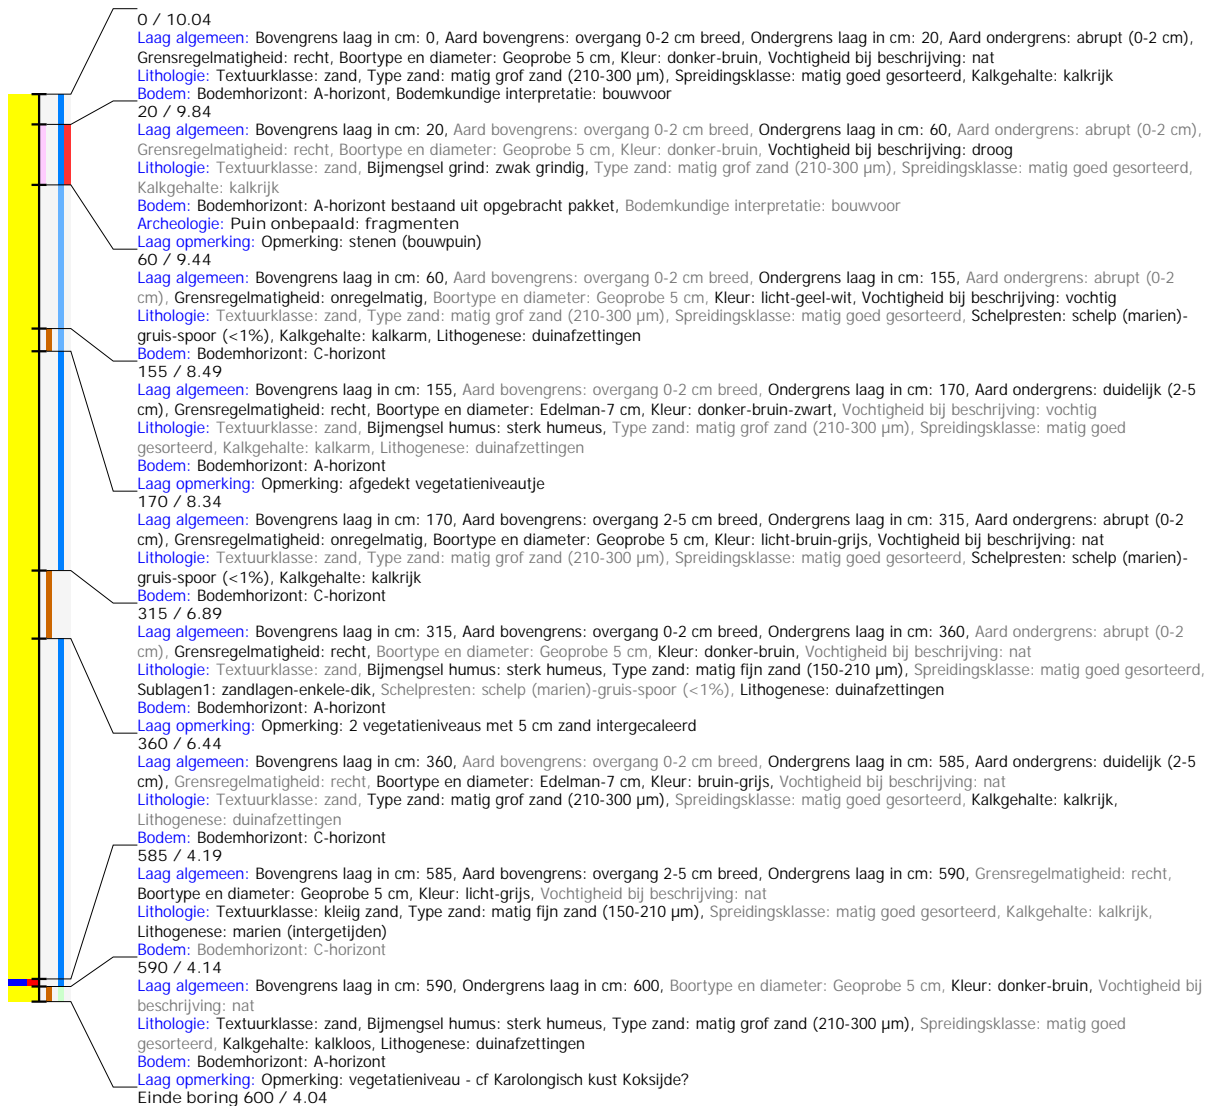 0 / 10.04
Laag algemeen: Bovengrens laag in cm: 0, Aard bovengrens: overgang 0-2 cm breed, Ondergrens laag in cm: 20, Aard ondergrens: abrupt (0-2 cm),
Grensregelmatigheid: recht, Boortype en diameter: Geoprobe 5 cm, Kleur: donker-bruin, Vochtigheid bij beschrijving: nat
Lithologie: Textuurklasse: zand, Type zand: matig grof zand (210-300 µm), Spreidingsklasse: matig goed gesorteerd, Kalkgehalte: kalkrijk
Bodem: Bodemhorizont: A-horizont, Bodemkundige interpretatie: bouwvoor
20 / 9.84
Laag algemeen: Bovengrens laag in cm: 20, Aard bovengrens: overgang 0-2 cm breed, Ondergrens laag in cm: 60, Aard ondergrens: abrupt (0-2 cm),
Grensregelmatigheid: recht, Boortype en diameter: Geoprobe 5 cm, Kleur: donker-bruin, Vochtigheid bij beschrijving: droog
Lithologie: Textuurklasse: zand, Bijmengsel grind: zwak grindig, Type zand: matig grof zand (210-300 µm), Spreidingsklasse: matig goed gesorteerd,
Kalkgehalte: kalkrijk
Bodem: Bodemhorizont: A-horizont bestaand uit opgebracht pakket, Bodemkundige interpretatie: bouwvoor
Archeologie: Puin onbepaald: fragmenten
Laag opmerking: Opmerking: stenen (bouwpuin)
60 / 9.44
Laag algemeen: Bovengrens laag in cm: 60, Aard bovengrens: overgang 0-2 cm breed, Ondergrens laag in cm: 155, Aard ondergrens: abrupt (0-2
cm), Grensregelmatigheid: onregelmatig, Boortype en diameter: Geoprobe 5 cm, Kleur: licht-geel-wit, Vochtigheid bij beschrijving: vochtig
Lithologie: Textuurklasse: zand, Type zand: matig grof zand (210-300 µm), Spreidingsklasse: matig goed gesorteerd, Schelpresten: schelp (marien)-
gruis-spoor (<1%), Kalkgehalte: kalkarm, Lithogenese: duinafzettingen
Bodem: Bodemhorizont: C-horizont
155 / 8.49
Laag algemeen: Bovengrens laag in cm: 155, Aard bovengrens: overgang 0-2 cm breed, Ondergrens laag in cm: 170, Aard ondergrens: duidelijk (2-5
cm), Grensregelmatigheid: recht, Boortype en diameter: Edelman-7 cm, Kleur: donker-bruin-zwart, Vochtigheid bij beschrijving: vochtig
Lithologie: Textuurklasse: zand, Bijmengsel humus: sterk humeus, Type zand: matig grof zand (210-300 µm), Spreidingsklasse: matig goed
gesorteerd, Kalkgehalte: kalkarm, Lithogenese: duinafzettingen
Bodem: Bodemhorizont: A-horizont
Laag opmerking: Opmerking: afgedekt vegetatieniveautje
170 / 8.34
Laag algemeen: Bovengrens laag in cm: 170, Aard bovengrens: overgang 2-5 cm breed, Ondergrens laag in cm: 315, Aard ondergrens: abrupt (0-2
cm), Grensregelmatigheid: onregelmatig, Boortype en diameter: Geoprobe 5 cm, Kleur: licht-bruin-grijs, Vochtigheid bij beschrijving: nat
Lithologie: Textuurklasse: zand, Type zand: matig grof zand (210-300 µm), Spreidingsklasse: matig goed gesorteerd, Schelpresten: schelp (marien)-
gruis-spoor (<1%), Kalkgehalte: kalkrijk
Bodem: Bodemhorizont: C-horizont
315 / 6.89
Laag algemeen: Bovengrens laag in cm: 315, Aard bovengrens: overgang 0-2 cm breed, Ondergrens laag in cm: 360, Aard ondergrens: abrupt (0-2
cm), Grensregelmatigheid: recht, Boortype en diameter: Geoprobe 5 cm, Kleur: donker-bruin, Vochtigheid bij beschrijving: nat
Lithologie: Textuurklasse: zand, Bijmengsel humus: sterk humeus, Type zand: matig fijn zand (150-210 µm), Spreidingsklasse: matig goed gesorteerd,
Sublagen1: zandlagen-enkele-dik, Schelpresten: schelp (marien)-gruis-spoor (<1%), Lithogenese: duinafzettingen
Bodem: Bodemhorizont: A-horizont
Laag opmerking: Opmerking: 2 vegetatieniveaus met 5 cm zand intergecaleerd
360 / 6.44
Laag algemeen: Bovengrens laag in cm: 360, Aard bovengrens: overgang 0-2 cm breed, Ondergrens laag in cm: 585, Aard ondergrens: duidelijk (2-5
cm), Grensregelmatigheid: recht, Boortype en diameter: Edelman-7 cm, Kleur: bruin-grijs, Vochtigheid bij beschrijving: nat
Lithologie: Textuurklasse: zand, Type zand: matig grof zand (210-300 µm), Spreidingsklasse: matig goed gesorteerd, Kalkgehalte: kalkrijk,
Lithogenese: duinafzettingen
Bodem: Bodemhorizont: C-horizont
585 / 4.19
Laag algemeen: Bovengrens laag in cm: 585, Aard bovengrens: overgang 2-5 cm breed, Ondergrens laag in cm: 590, Grensregelmatigheid: recht,
Boortype en diameter: Geoprobe 5 cm, Kleur: licht-grijs, Vochtigheid bij beschrijving: nat
Lithologie: Textuurklasse: kleiig zand, Type zand: matig fijn zand (150-210 µm), Spreidingsklasse: matig goed gesorteerd, Kalkgehalte: kalkrijk,
Lithogenese: marien (intergetijden)
Bodem: Bodemhorizont: C-horizont
590 / 4.14
Laag algemeen: Bovengrens laag in cm: 590, Ondergrens laag in cm: 600, Boortype en diameter: Geoprobe 5 cm, Kleur: donker-bruin, Vochtigheid bij
beschrijving: nat
Lithologie: Textuurklasse: zand, Bijmengsel humus: sterk humeus, Type zand: matig grof zand (210-300 µm), Spreidingsklasse: matig goed
gesorteerd, Kalkgehalte: kalkloos, Lithogenese: duinafzettingen
Bodem: Bodemhorizont: A-horizont
Laag opmerking: Opmerking: vegetatieniveau - cf Karolongisch kust Koksijde?
Einde boring 600 / 4.04